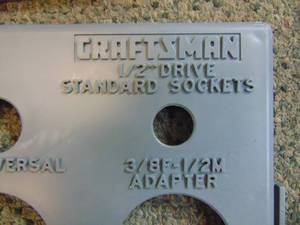 CRAFTSMAN
1/2" DRIVE
STANDARD SOCKETS
VERSAL 3/8F-1/2M
ADAPTER